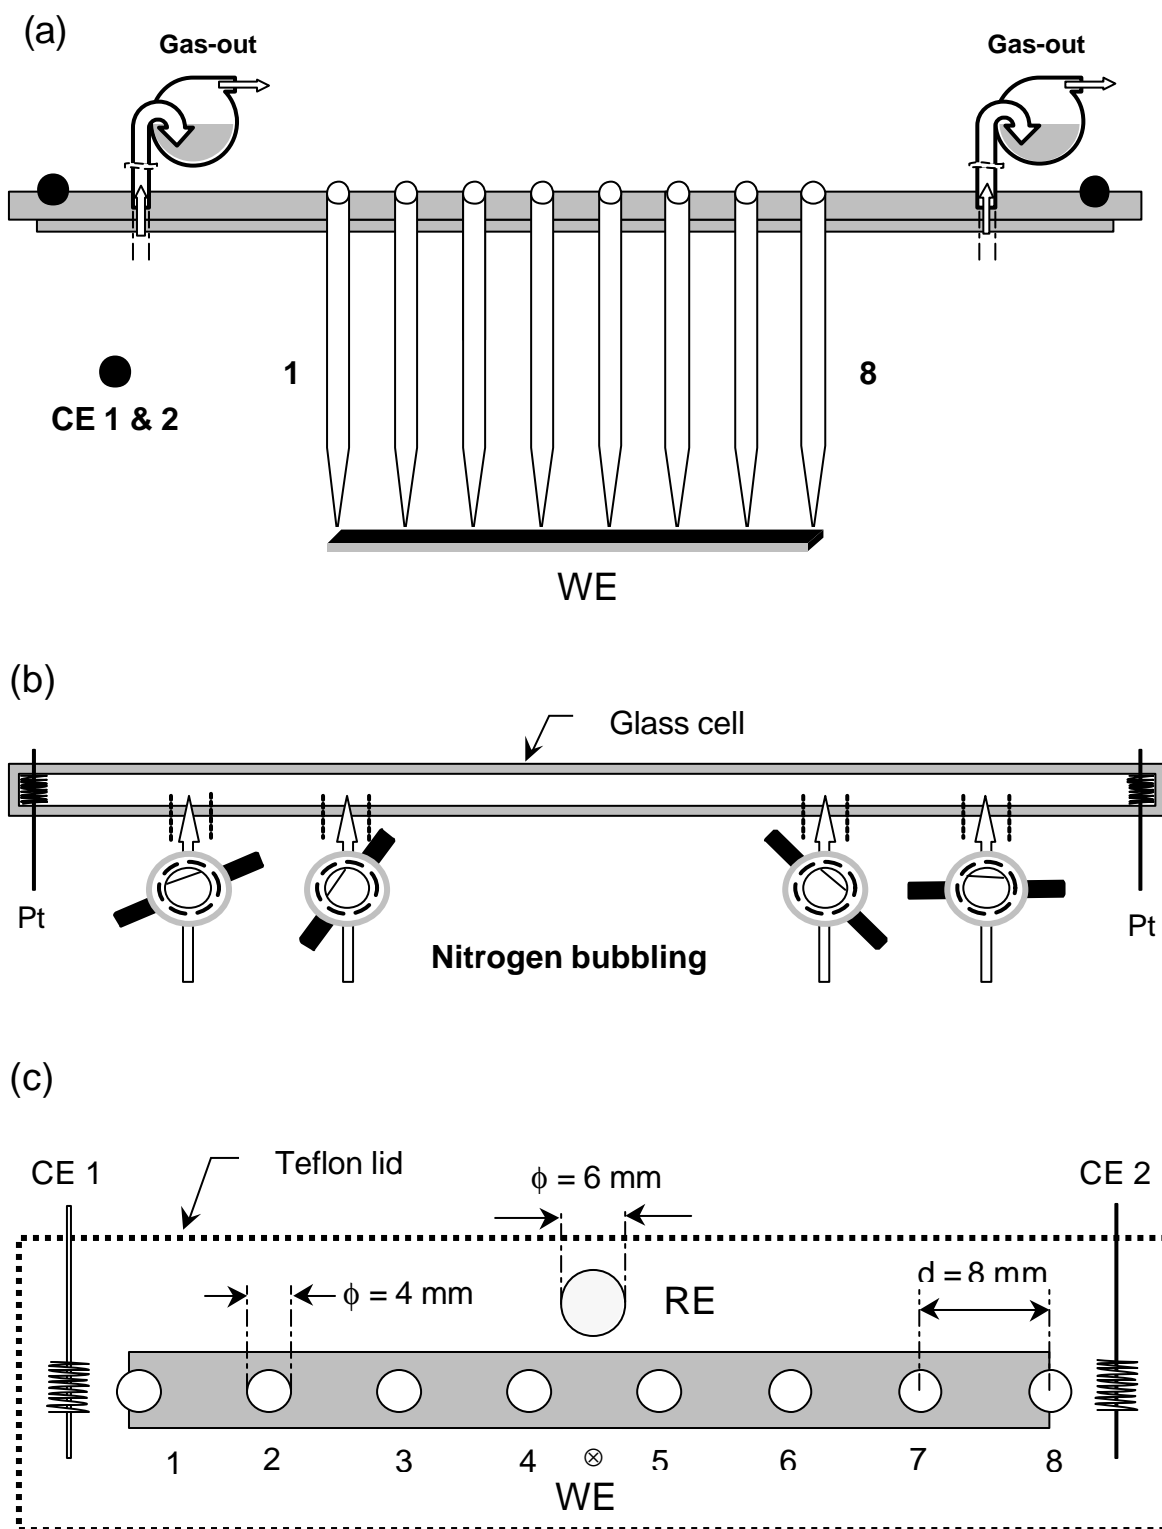 (a)
Gas-out
Gas-out
1
8
CE 1 & 2
WE
(b)
Glass cell
Pt
Pt
Nitrogen bubbling
(c)
Teflon lid
CE 1
CE 2
ϕ = 6 mm
d = 8 mm
ϕ = 4 mm
RE
1 2 3 4 ⊗ 5 6 7 8
WE